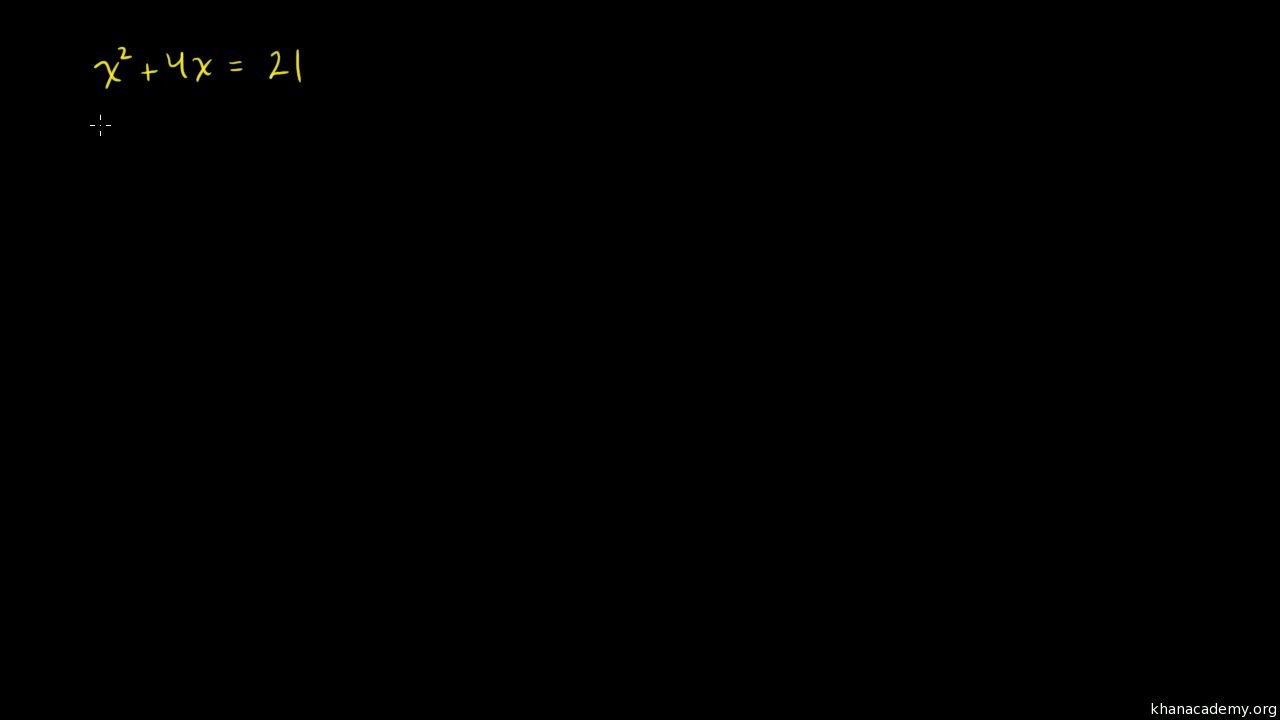 x² + 4x = 21
khanacademy.org